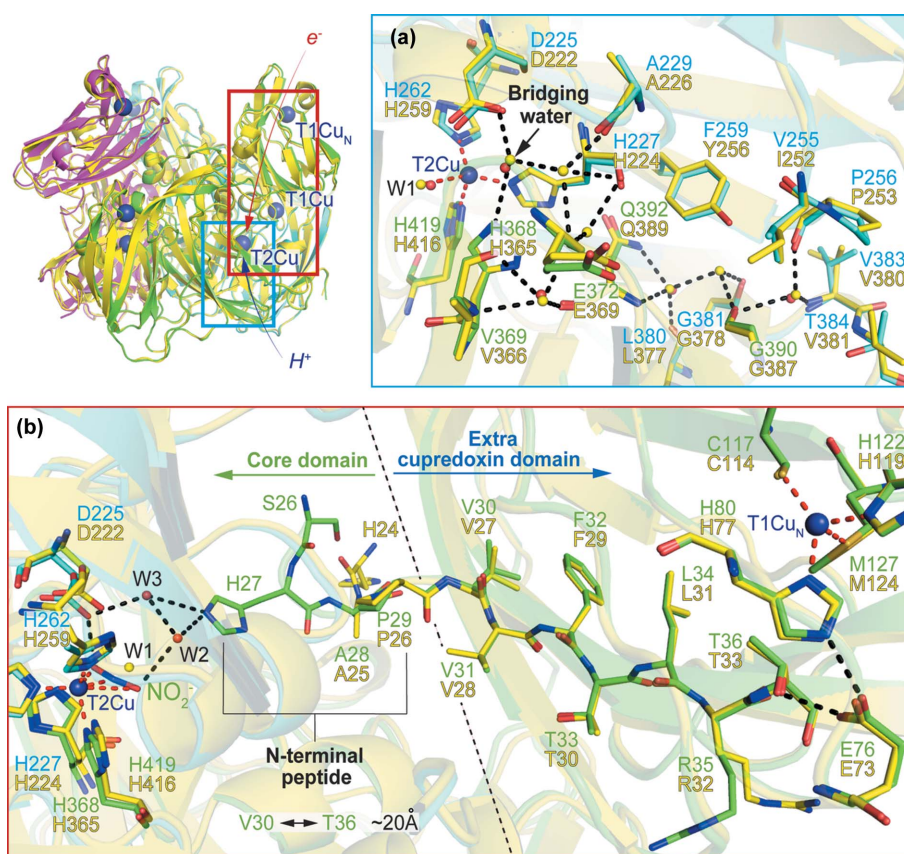 e-
T1CuN
T1Cu
T2Cu
H+
(a)
D225
D222
A229
A226
H262
H259
Bridging
water
T2Cu
W1
H227
H224
F259
Y256
V255
I252
P256
P253
H419
H416
H368
H365
Q392
Q389
V383
V380
E372
E369
V369
V366
L380
L377
G381
G378
T384
V381
G390
G387
(b)
Core domain
Extra
cupredoxin domain
C117
C114
H122
H119
S26
V30
V27
H24
F32
F29
H80
H77
T1CuN
D225
D222
W3
H27
L34
L31
M127
M124
H262
H259
W1
W2
P29
P26
T36
T33
NO2-
T2Cu
A28
A25
V31
V28
N-terminal
peptide
T33
T30
E76
E73
H227
H224
H419
H416
R35
R32
H368
H365
V30 ↔ T36 ~20Å